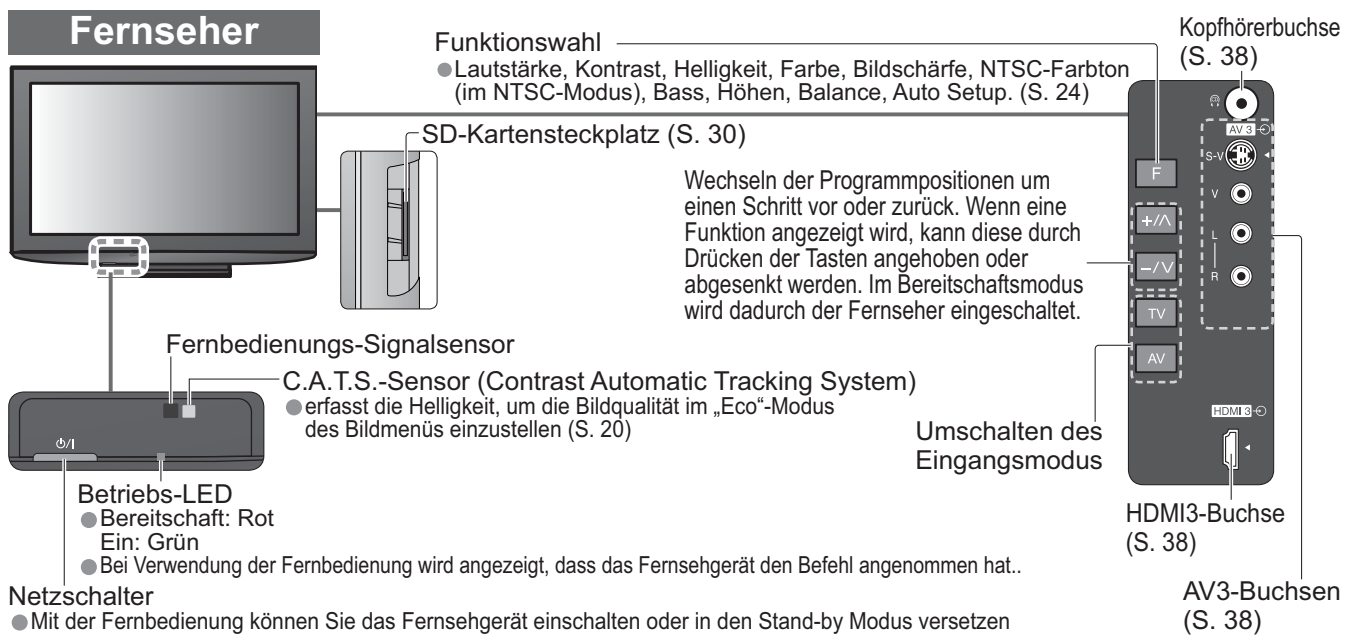 Fernseher
Funktionswahl
●Lautstärke, Kontrast, Helligkeit, Farbe, Bildschärfe, NTSC-Farbton
(im NTSC-Modus), Bass, Höhen, Balance, Auto Setup. (S. 24)
Kopfhörerbuchse
(S. 38)
SD-Kartensteckplatz (S. 30)
Wechseln der Programmpositionen um
einen Schritt vor oder zurück. Wenn eine
Funktion angezeigt wird, kann diese durch
Drücken der Tasten angehoben oder
abgesenkt werden. Im Bereitschaftsmodus
wird dadurch der Fernseher eingeschaltet.
AV 3
S-V
F
V
+/∧
L
−/∨
R
TV
AV
HDMI 3
Fernbedienungs-Signalsensor
C.A.T.S.-Sensor (Contrast Automatic Tracking System)
●erfasst die Helligkeit, um die Bildqualität im „Eco“-Modus
des Bildmenüs einzustellen (S. 20)
Umschalten des
Eingangsmodus
⏻/I
Betriebs-LED
●Bereitschaft: Rot
Ein: Grün
●Bei Verwendung der Fernbedienung wird angezeigt, dass das Fernsehgerät den Befehl angenommen hat..
HDMI3-Buchse
(S. 38)
Netzschalter
●Mit der Fernbedienung können Sie das Fernsehgerät einschalten oder in den Stand-by Modus versetzen
AV3-Buchsen
(S. 38)